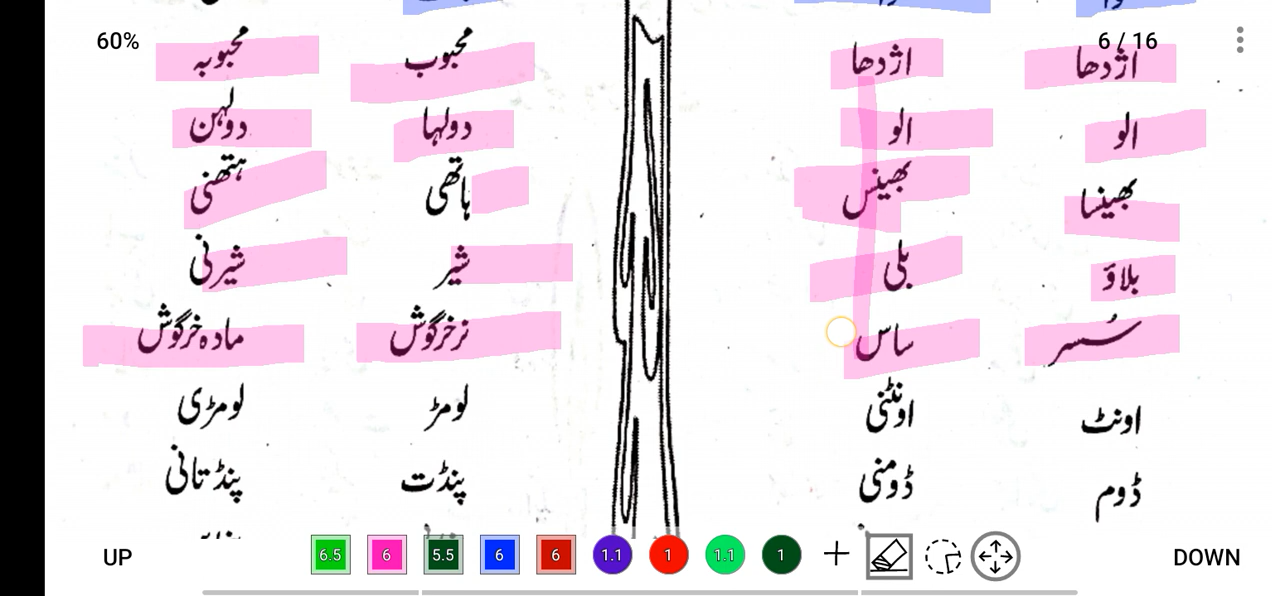 60%
6 / 16
اژدھا اژدھا محبوب محبوبہ
الو الو دولہا دولہن
بھینسا بھینس ہاتھی ہتھنی
بلاؤ بلی شیر شیرنی
سُسر ساس نرخرگوش مادہ خرگوش
اونٹ اونٹنی لومڑ لومڑی
ڈوم ڈومنی پنڈت پنڈتانی
UP 6.5 6 5.5 6 6 1.1 1 1.1 1 + DOWN